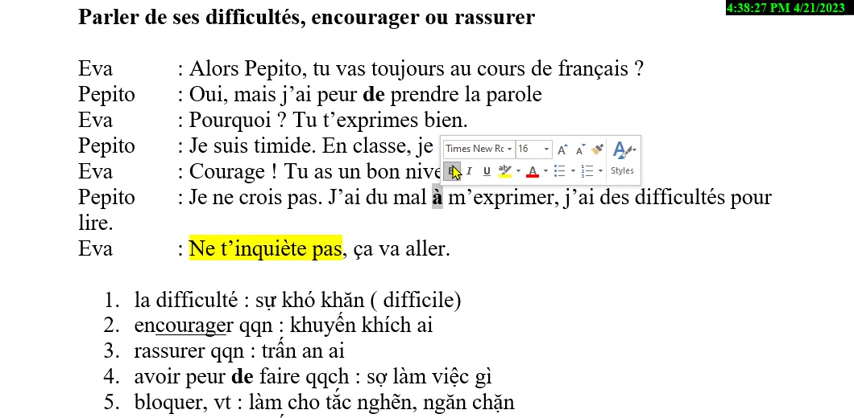 4:38:27 PM 4/21/2023
Parler de ses difficultés, encourager ou rassurer
Eva : Alors Pepito, tu vas toujours au cours de français ?
Pepito : Oui, mais j’ai peur de prendre la parole
Eva : Pourquoi ? Tu t’exprimes bien.
Pepito : Je suis timide. En classe, je
Times New Rc 16
Eva : Courage ! Tu as un bon nive
I U Styles
Pepito : Je ne crois pas. J’ai du mal à m’exprimer, j’ai des difficultés pour
lire.
Eva : Ne t’inquiète pas, ça va aller.
1. la difficulté : sự khó khăn ( difficile)
2. encourager qqn : khuyến khích ai
3. rassurer qqn : trấn an ai
4. avoir peur de faire qqch : sợ làm việc gì
5. bloquer, vt : làm cho tắc nghẽn, ngăn chặn